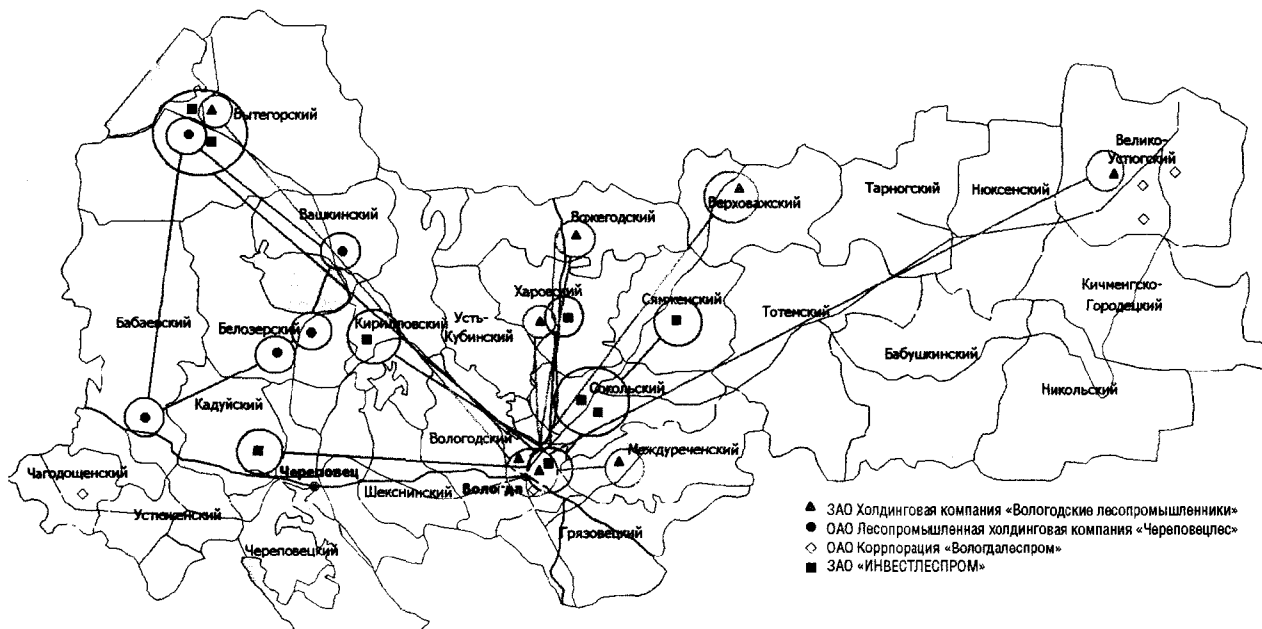 Вытегорский
Велико-
Устюгский
Тарногский
Нюксенский
Верховажский
Вашкинский
Вожегодский
Харовский
Сямженский
Кичменгско-
Городецкий
Бабаевский
Белозерский
Кирилловский
Усть-
Кубинский
Тотемский
Бабушкинский
Никольский
Сокольский
Кадуйский
Вологодский
Междуреченский
Чагодощенский
Череповец
Шекснинский
Вологда
Устюженский
Грязовецкий
Череповецкий
ЗАО Холдинговая компания «Вологодские лесопромышленники»
ОАО Лесопромышленная холдинговая компания «Череповецлес»
ОАО Коррпорация «Вологдалеспром»
ЗАО «ИНВЕСТЛЕСПРОМ»